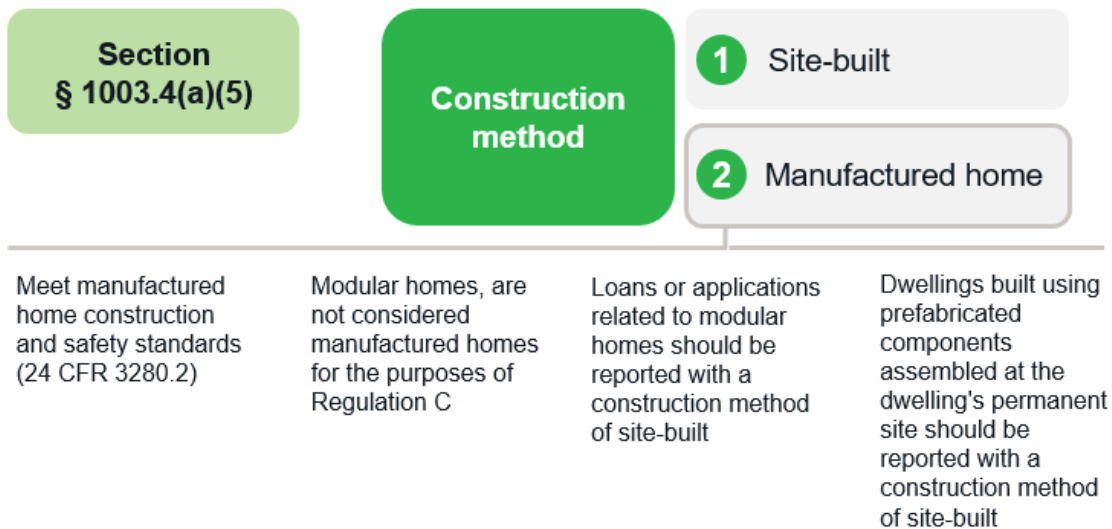 Section
§ 1003.4(a)(5)
Construction
method
1 Site-built
2 Manufactured home
Meet manufactured
home construction
and safety standards
(24 CFR 3280.2)
Modular homes, are
not considered
manufactured homes
for the purposes of
Regulation C
Loans or applications
related to modular
homes should be
reported with a
construction method
of site-built
Dwellings built using
prefabricated
components
assembled at the
dwelling's permanent
site should be
reported with a
construction method
of site-built